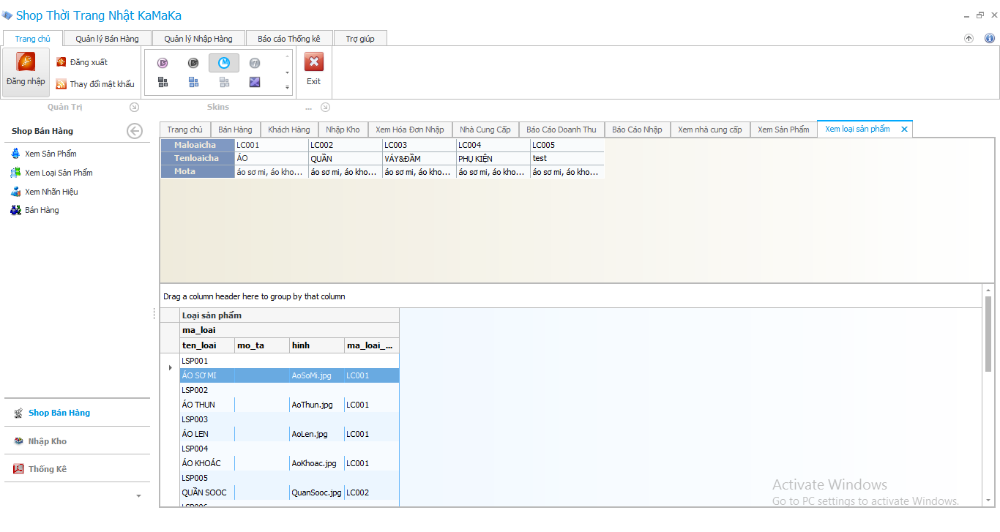 Shop Thời Trang Nhật KaMaKa
Trang chủ Quản lý Bán Hàng Quản lý Nhập Hàng Báo cáo Thống kê Trợ giúp
Đăng nhập
Đăng xuất
Thay đổi mật khẩu
Exit
Quản Trị Skins ...
Shop Bán Hàng
Xem Sản Phẩm
Xem Loại Sản Phẩm
Xem Nhãn Hiệu
Bán Hàng
Shop Bán Hàng
Nhập Kho
Thống Kê
Trang chủ Bán Hàng Khách Hàng Nhập Kho Xem Hóa Đơn Nhập Nhà Cung Cấp Báo Cáo Doanh Thu Báo Cáo Nhập Xem nhà cung cấp Xem Sản Phẩm Xem loại sản phẩm
Maloaicha LC001 LC002 LC003 LC004 LC005
Tenloaicha ÁO QUẦN VÁY&ĐẦM PHỤ KIỆN test
Mota áo sơ mi, áo kho... áo sơ mi, áo kho... áo sơ mi, áo kho... áo sơ mi, áo kho... áo sơ mi, áo kho...
Drag a column header here to group by that column
Loại sản phẩm
ma_loai
ten_loai mo_ta hinh ma_loai_...
LSP001
ÁO SƠ MI AoSoMi.jpg LC001
LSP002
ÁO THUN AoThun.jpg LC001
LSP003
ÁO LEN AoLen.jpg LC001
LSP004
ÁO KHOÁC AoKhoac.jpg LC001
LSP005
QUẦN SOOC QuanSooc.jpg LC002
LSP006
Activate Windows
Go to PC settings to activate Windows.